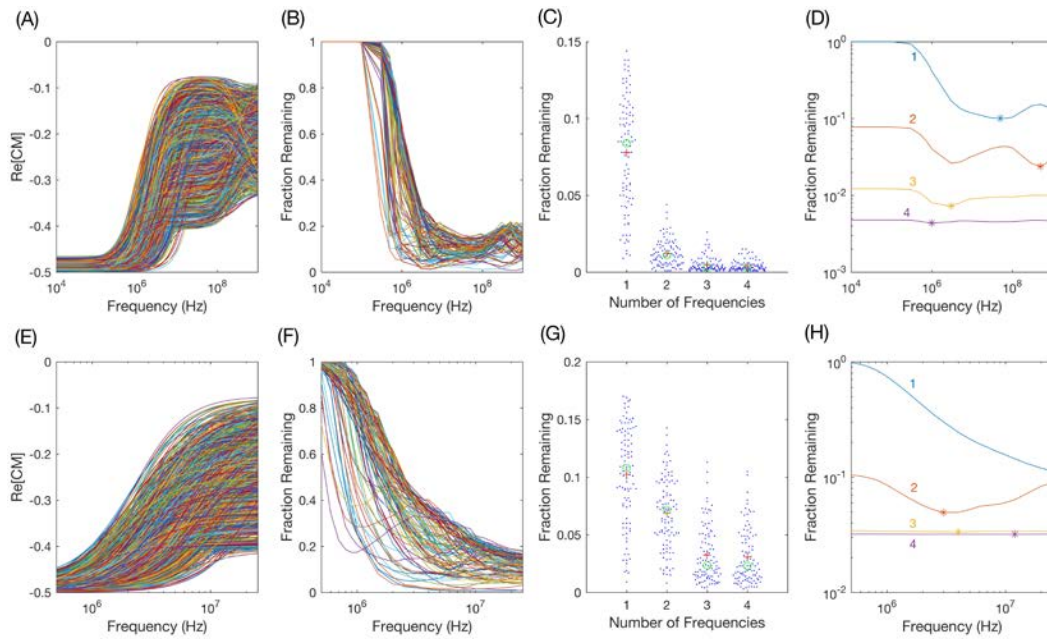 (A)
0
-0.1
-0.2
-0.3
-0.4
-0.5
Re[CM]
10^4 10^6 10^8
Frequency (Hz)
(B)
1
0.8
0.6
0.4
0.2
0
Fraction Remaining
10^4 10^6 10^8
Frequency (Hz)
(C)
0.15
0.1
0.05
0
Fraction Remaining
1 2 3 4
Number of Frequencies
(D)
10^0
10^-1
10^-2
10^-3
Fraction Remaining
1
2
3
4
10^4 10^6 10^8
Frequency (Hz)
(E)
0
-0.1
-0.2
-0.3
-0.4
-0.5
Re[CM]
10^6 10^7
Frequency (Hz)
(F)
1
0.8
0.6
0.4
0.2
0
Fraction Remaining
10^6 10^7
Frequency (Hz)
(G)
0.2
0.15
0.1
0.05
0
Fraction Remaining
1 2 3 4
Number of Frequencies
(H)
10^0
10^-1
10^-2
Fraction Remaining
1
2
3
4
10^6 10^7
Frequency (Hz)